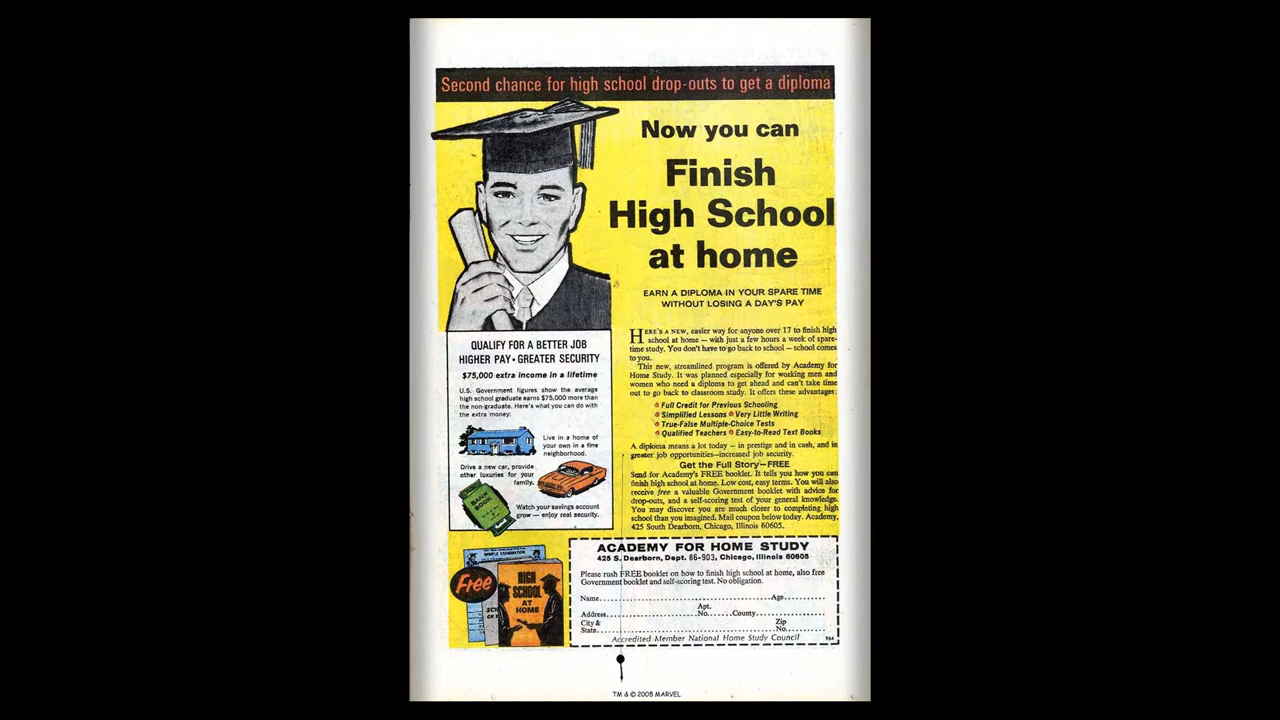 Second chance for high school drop-outs to get a diploma
Now you can
Finish
High School
at home
EARN A DIPLOMA IN YOUR SPARE TIME
WITHOUT LOSING A DAY'S PAY
HERE'S A NEW, easier way for anyone over 17 to finish high
school at home — with just a few hours a week of spare-
time study. You don't have to go back to school — school comes
to you.
This new, streamlined program is offered by Academy for
Home Study. It was planned especially for working men and
women who need a diploma to get ahead and can't take time
out to go back to classroom study. It offers these advantages:
Full Credit for Previous Schooling
Simplified Lessons Very Little Writing
True-False Multiple-Choice Tests
Qualified Teachers Easy-to-Read Text Books
A diploma means a lot today — in prestige and in cash, and in
greater job opportunities—increased job security.
Get the Full Story—FREE
Send for Academy's FREE booklet. It tells you how you can
finish high school at home. Low cost, easy terms. You will also
receive free a valuable Government booklet with advice for
drop-outs, and a self-scoring test of your general knowledge.
You may discover you are much closer to completing high
school than you imagined. Mail coupon below today. Academy,
425 South Dearborn, Chicago, Illinois 60605.
QUALIFY FOR A BETTER JOB
HIGHER PAY • GREATER SECURITY
$75,000 extra income in a lifetime
U.S. Government figures show the average
high school graduate earns $75,000 more than
the non-graduate. Here's what you can do with
the extra money:
Live in a home of
your own in a fine
neighborhood.
Drive a new car, provide
other luxuries for your
family.
BANK
BOOK
Watch your savings account
grow — enjoy real security.
Free
SAMPLE EXAMINATION
HIGH
SCHOOL
AT
HOME
ACADEMY FOR HOME STUDY
425 S. Dearborn, Dept. 86-903, Chicago, Illinois 60605
Please rush FREE booklet on how to finish high school at home, also free
Government booklet and self-scoring test. No obligation.
Name Age
Address Apt. No. County
City & State Zip No.
Accredited Member National Home Study Council 964
TM & © 2005 MARVEL